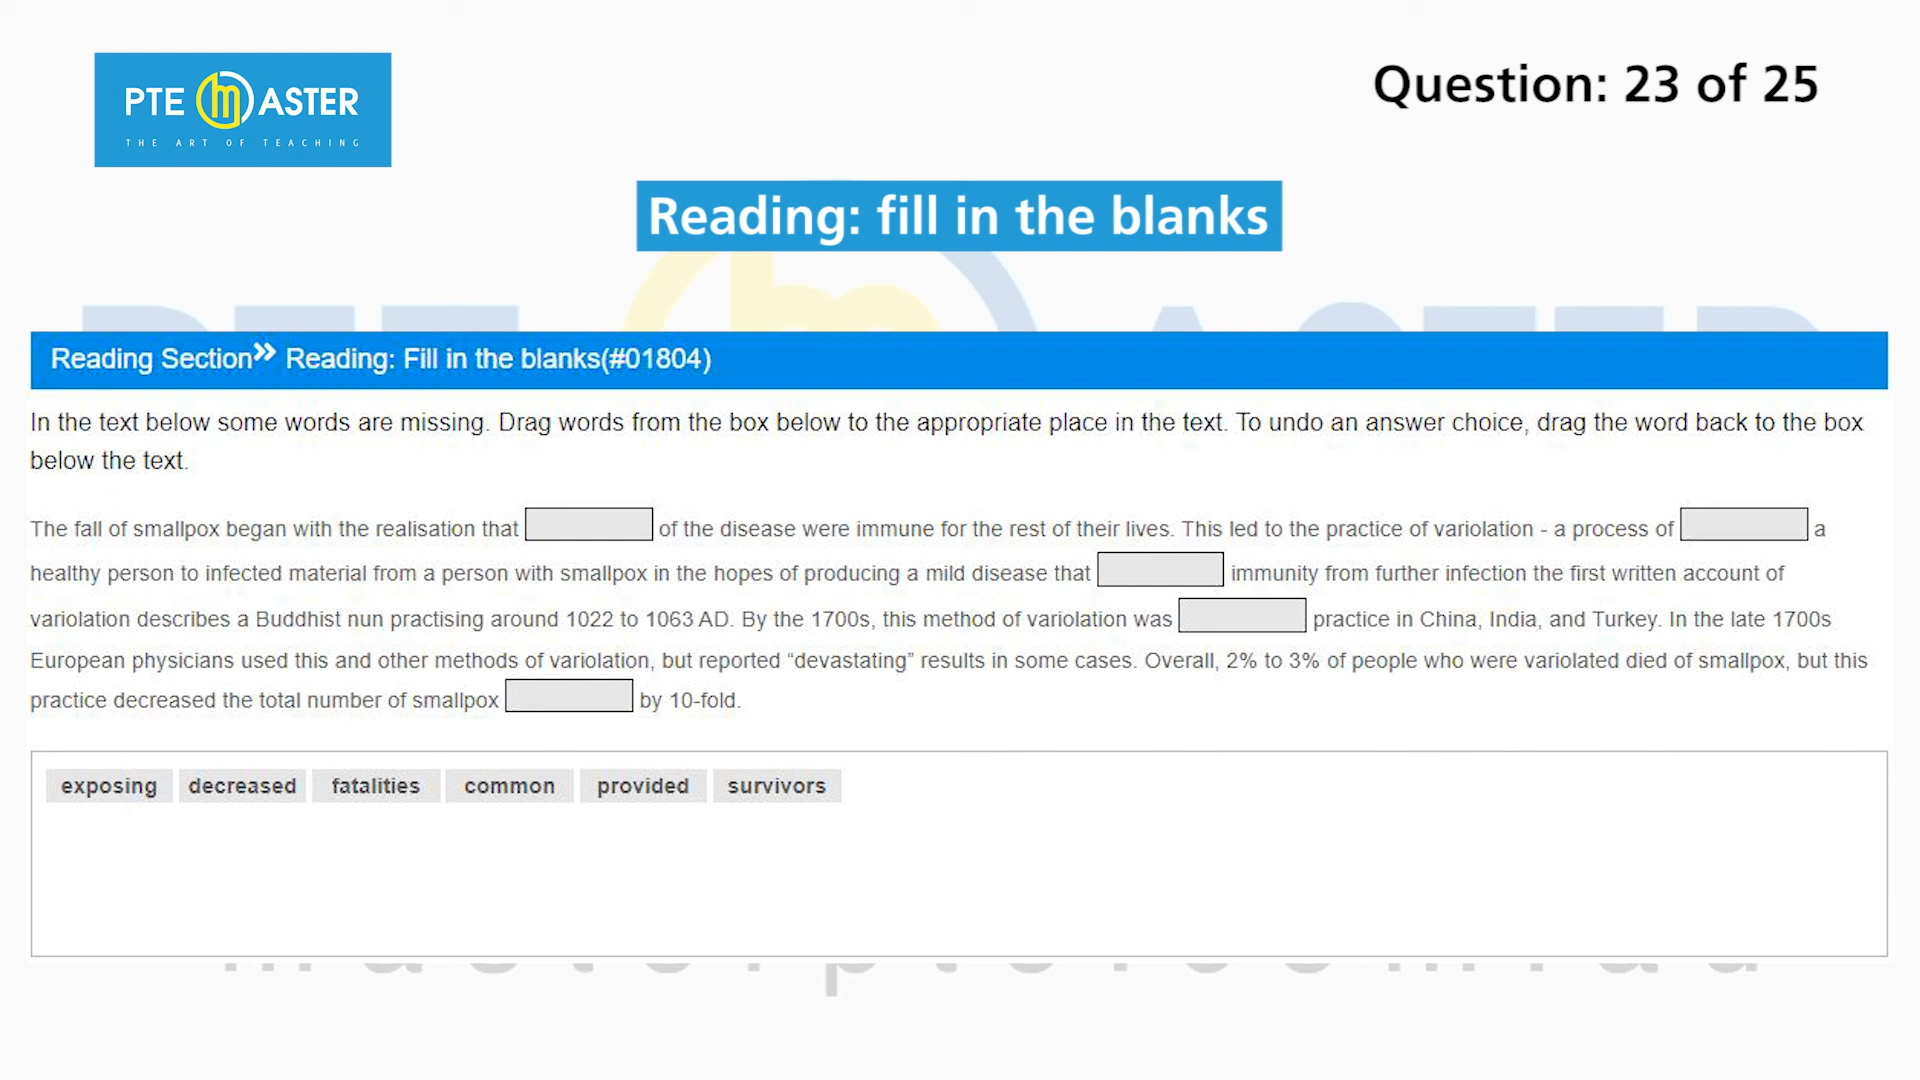 PTE MASTER
THE ART OF TEACHING
Question: 23 of 25
Reading: fill in the blanks
Reading Section» Reading: Fill in the blanks(#01804)
In the text below some words are missing. Drag words from the box below to the appropriate place in the text. To undo an answer choice, drag the word back to the box
below the text.
The fall of smallpox began with the realisation that of the disease were immune for the rest of their lives. This led to the practice of variolation - a process of a
healthy person to infected material from a person with smallpox in the hopes of producing a mild disease that immunity from further infection the first written account of
variolation describes a Buddhist nun practising around 1022 to 1063 AD. By the 1700s, this method of variolation was practice in China, India, and Turkey. In the late 1700s
European physicians used this and other methods of variolation, but reported “devastating” results in some cases. Overall, 2% to 3% of people who were variolated died of smallpox, but this
practice decreased the total number of smallpox by 10-fold.
exposing decreased fatalities common provided survivors